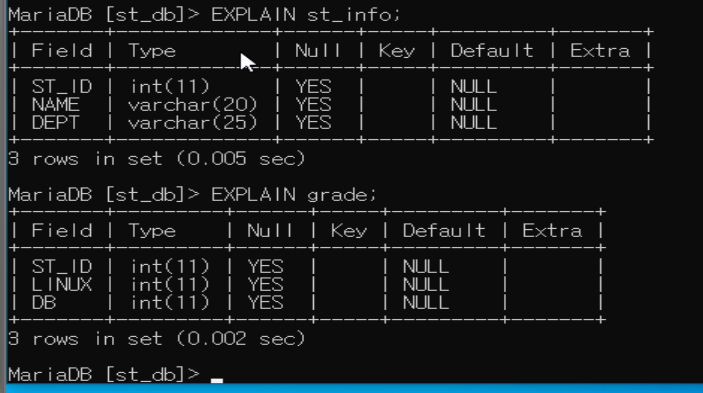 MariaDB [st_db]> EXPLAIN st_info;
+-------+-------------+------+-----+---------+-------+
| Field | Type        | Null | Key | Default | Extra |
+-------+-------------+------+-----+---------+-------+
| ST_ID | int(11)     | YES  |     | NULL    |       |
| NAME  | varchar(20) | YES  |     | NULL    |       |
| DEPT  | varchar(25) | YES  |     | NULL    |       |
+-------+-------------+------+-----+---------+-------+
3 rows in set (0.005 sec)
MariaDB [st_db]> EXPLAIN grade;
+-------+---------+------+-----+---------+-------+
| Field | Type    | Null | Key | Default | Extra |
+-------+---------+------+-----+---------+-------+
| ST_ID | int(11) | YES  |     | NULL    |       |
| LINUX | int(11) | YES  |     | NULL    |       |
| DB    | int(11) | YES  |     | NULL    |       |
+-------+---------+------+-----+---------+-------+
3 rows in set (0.002 sec)
MariaDB [st_db]> _